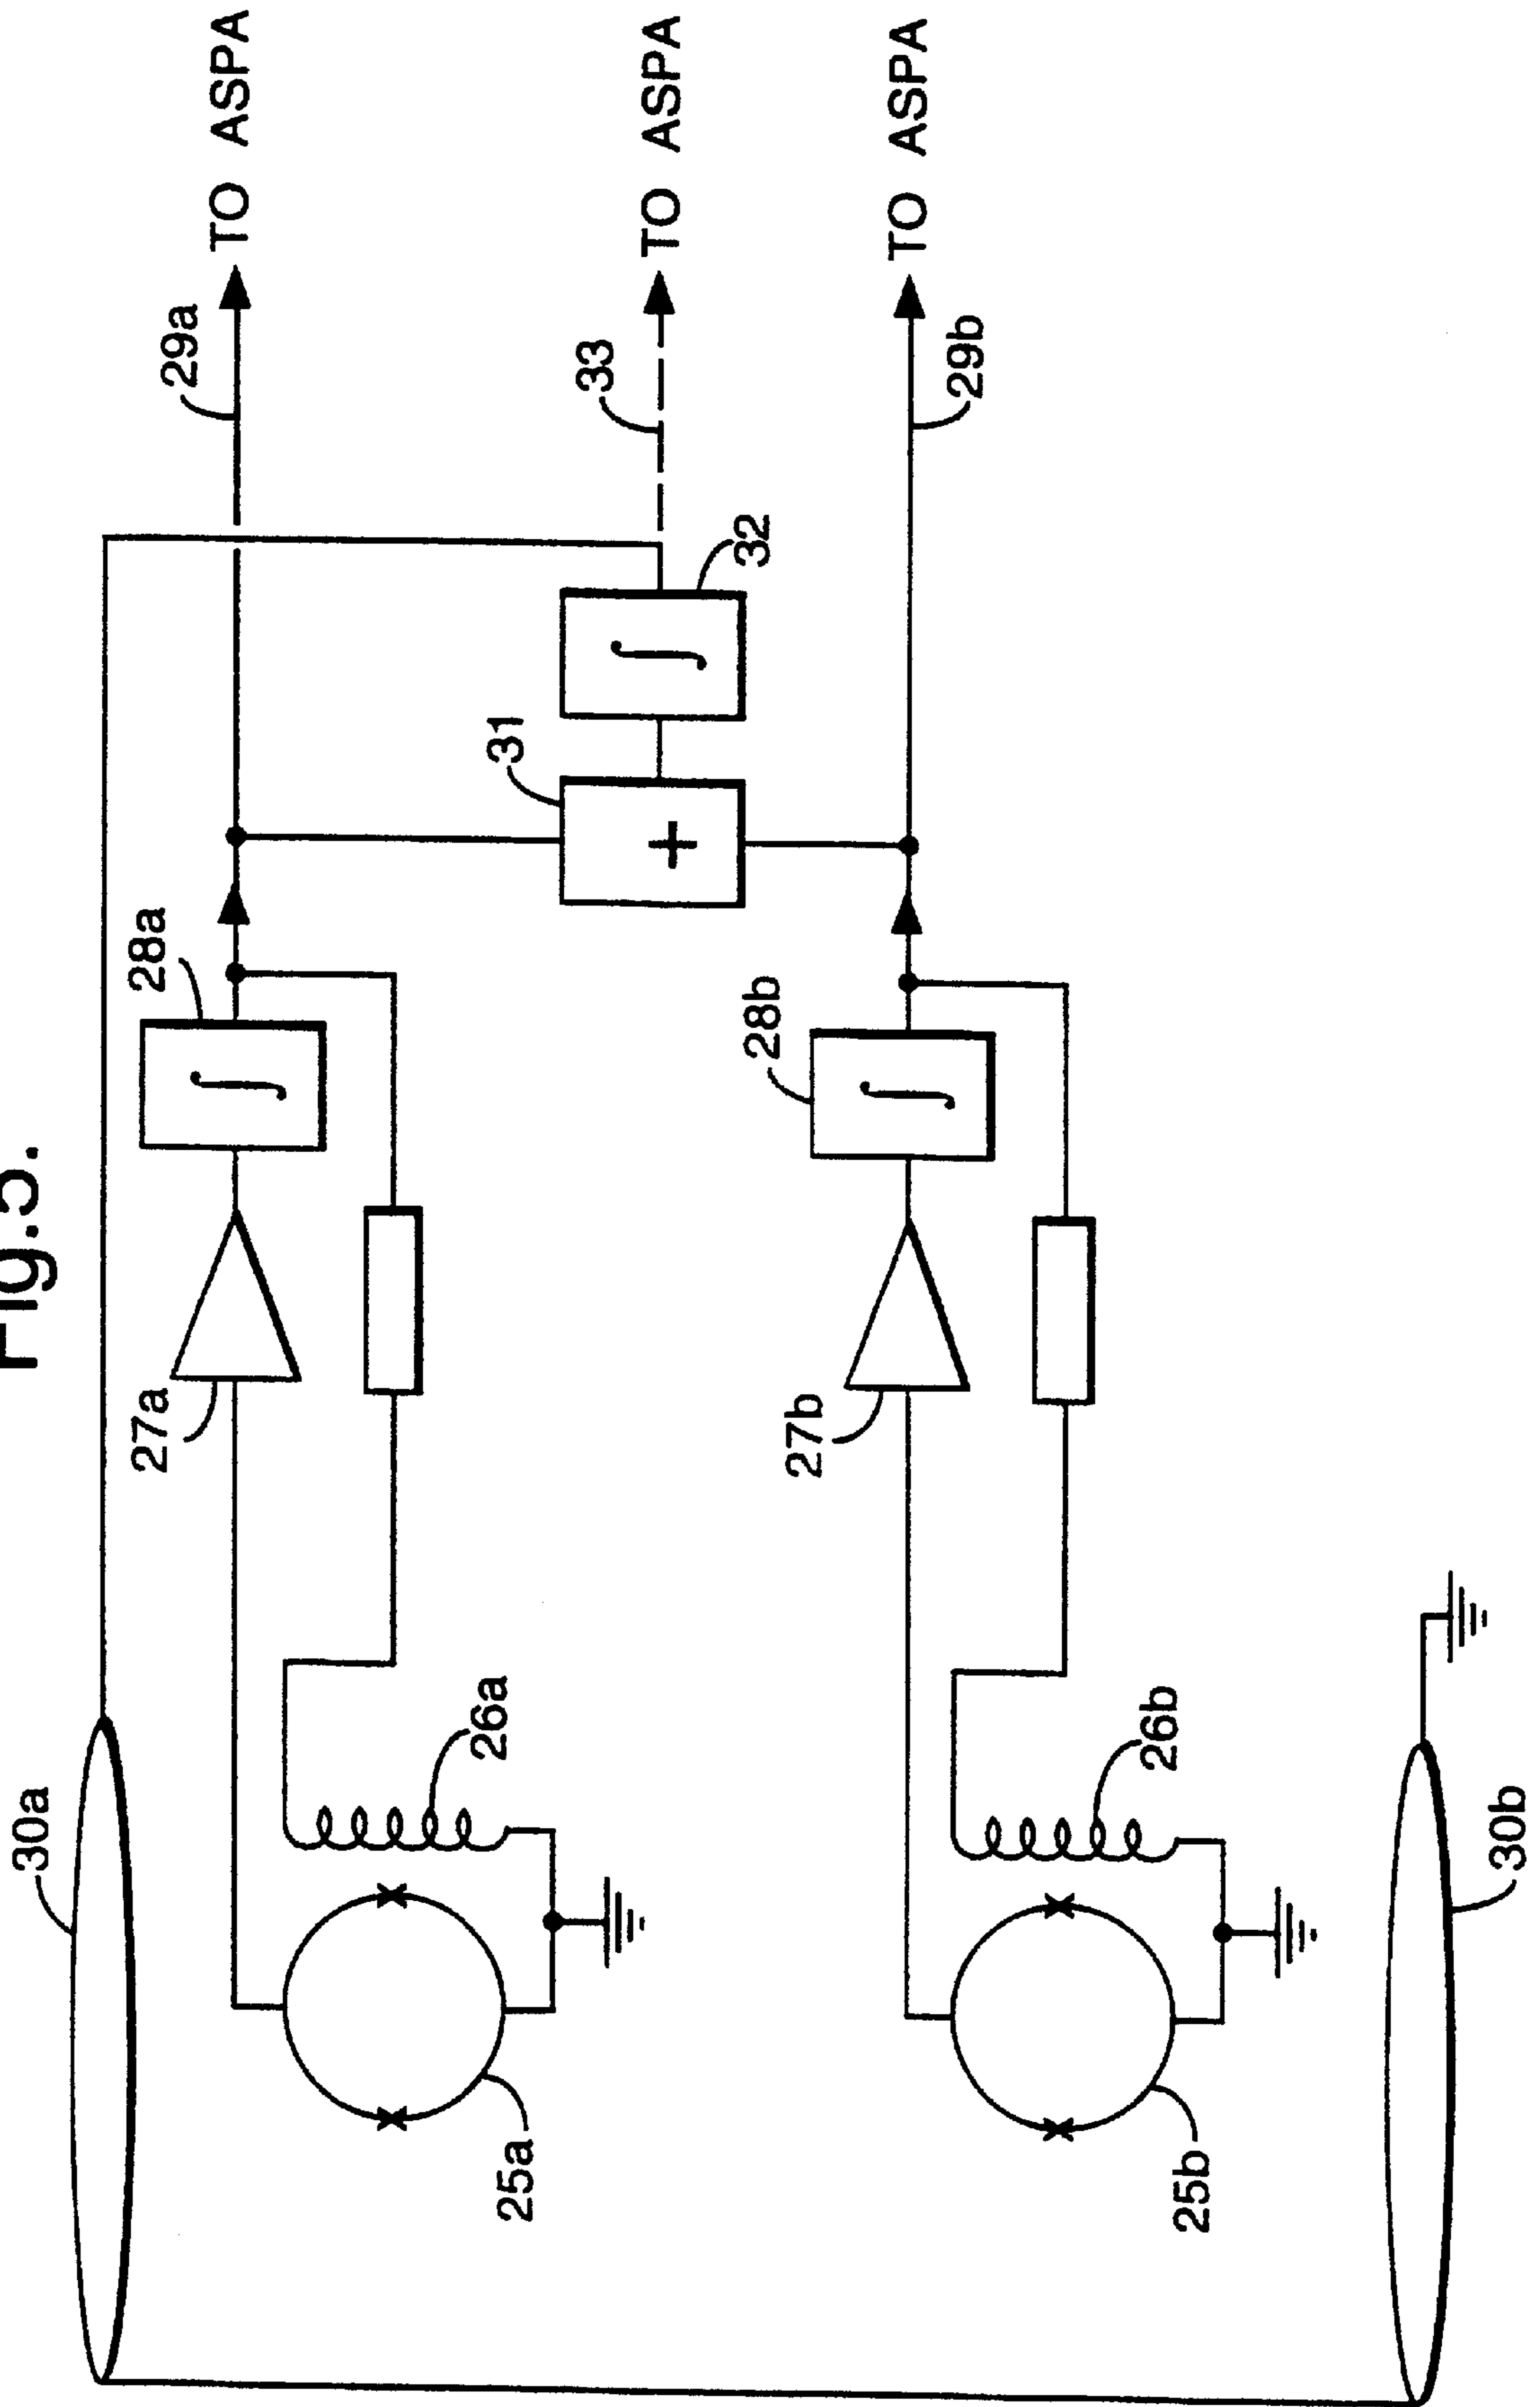 Fig.5.
30a
27a
28a
29a
TO ASPA
26a
25a
31
32
33
TO ASPA
27b
28b
29b
TO ASPA
26b
25b
30b
∫
∫
∫
+